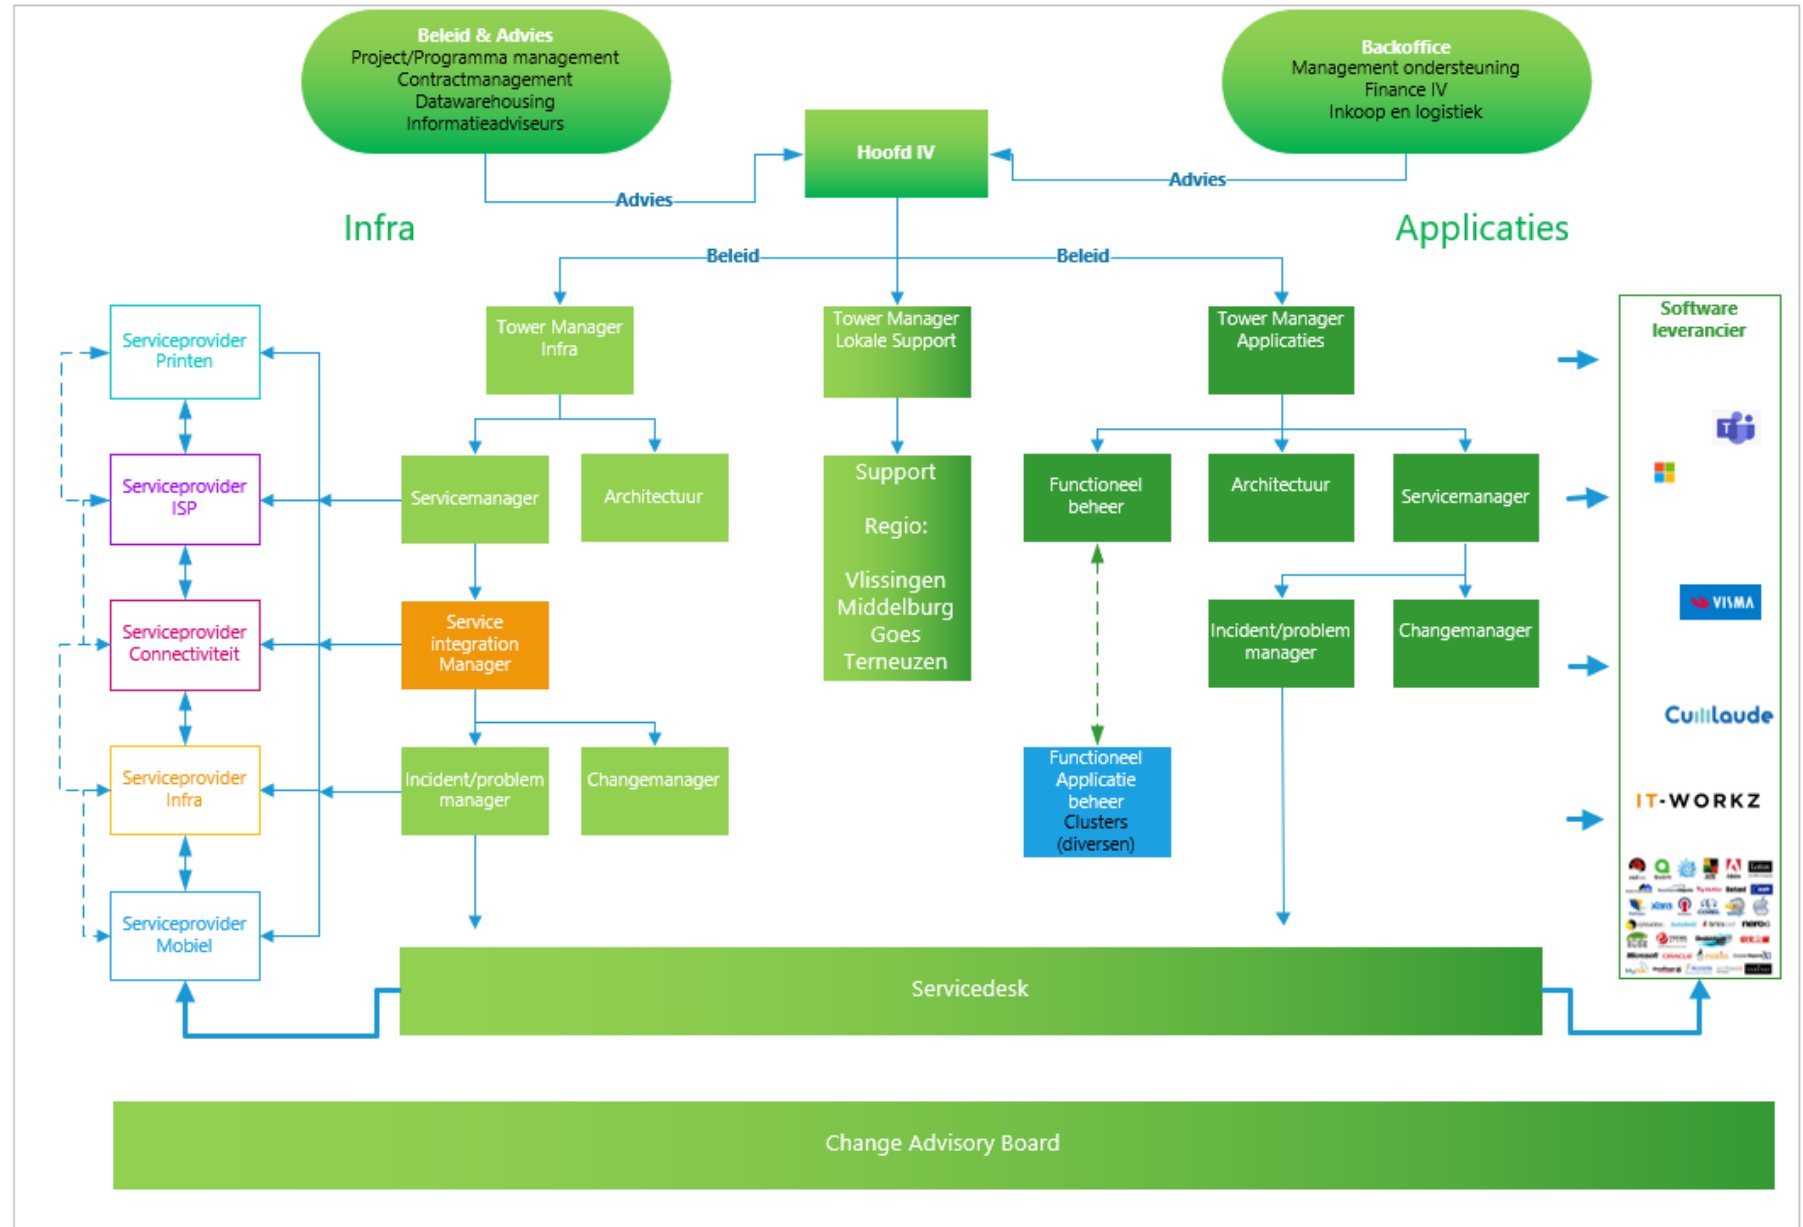 Beleid & Advies
Project/Programma management
Contractmanagement
Datawarehousing
Informatieadviseurs
Backoffice
Management ondersteuning
Finance IV
Inkoop en logistiek
Hoofd IV
Advies
Advies
Infra
Applicaties
Beleid
Beleid
Serviceprovider
Printen
Tower Manager
Infra
Tower Manager
Lokale Support
Tower Manager
Applicaties
Software
leverancier
Serviceprovider
ISP
Servicemanager
Architectuur
Support
Regio:
Vlissingen
Middelburg
Goes
Terneuzen
Functioneel
beheer
Architectuur
Servicemanager
Serviceprovider
Connectiviteit
Service
integration
Manager
Incident/problem
manager
Changemanager
VISMA
Cumlaude
Serviceprovider
Infra
Incident/problem
manager
Changemanager
Functioneel
Applicatie
beheer
Clusters
(diversen)
IT-WORKZ
Serviceprovider
Mobiel
xara
nero
Microsoft
ORACLE
Servicedesk
Change Advisory Board